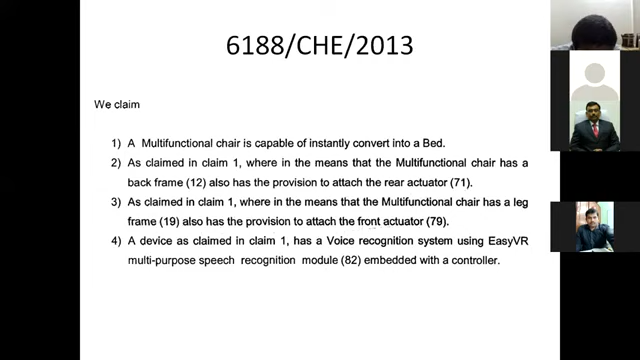 6188/CHE/2013
We claim
1) A Multifunctional chair is capable of instantly convert into a Bed.
2) As claimed in claim 1, where in the means that the Multifunctional chair has a
back frame (12) also has the provision to attach the rear actuator (71).
3) As claimed in claim 1, where in the means that the Multifunctional chair has a leg
frame (19) also has the provision to attach the front actuator (79).
4) A device as claimed in claim 1, has a Voice recognition system using EasyVR
multi-purpose speech recognition module (82) embedded with a controller.